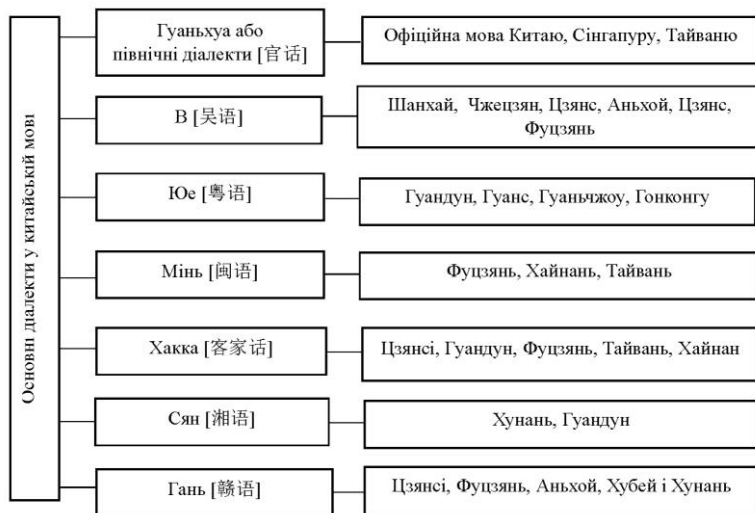 Основні діалекти у китайській мові
Гуаньхуа або
північні діалекти [官话]
Офіційна мова Китаю, Сінгапуру, Тайваню
В [吴语]
Шанхай, Чжецзян, Цзянс, Аньхой, Цзянс,
Фуцзянь
Юе [粤语]
Гуандун, Гуанс, Гуаньчжоу, Гонконгу
Мінь [闽语]
Фуцзянь, Хайнань, Тайвань
Хакка [客家话]
Цзянсі, Гуандун, Фуцзянь, Тайвань, Хайнан
Сян [湘语]
Хунань, Гуандун
Гань [赣语]
Цзянсі, Фуцзянь, Аньхой, Хубей і Хунань